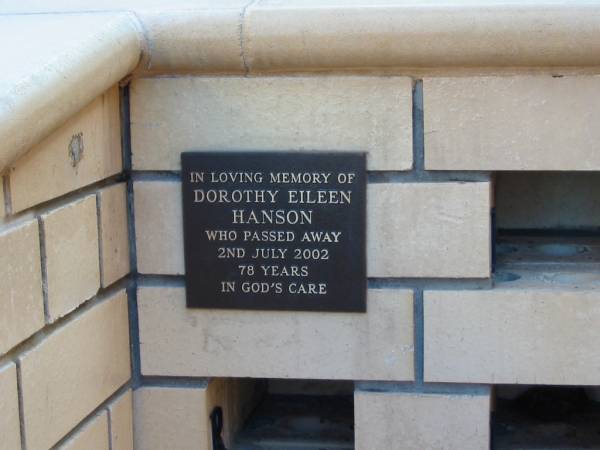 IN LOVING MEMORY OF
DOROTHY EILEEN
HANSON
WHO PASSED AWAY
2ND JULY 2002
78 YEARS
IN GOD'S CARE